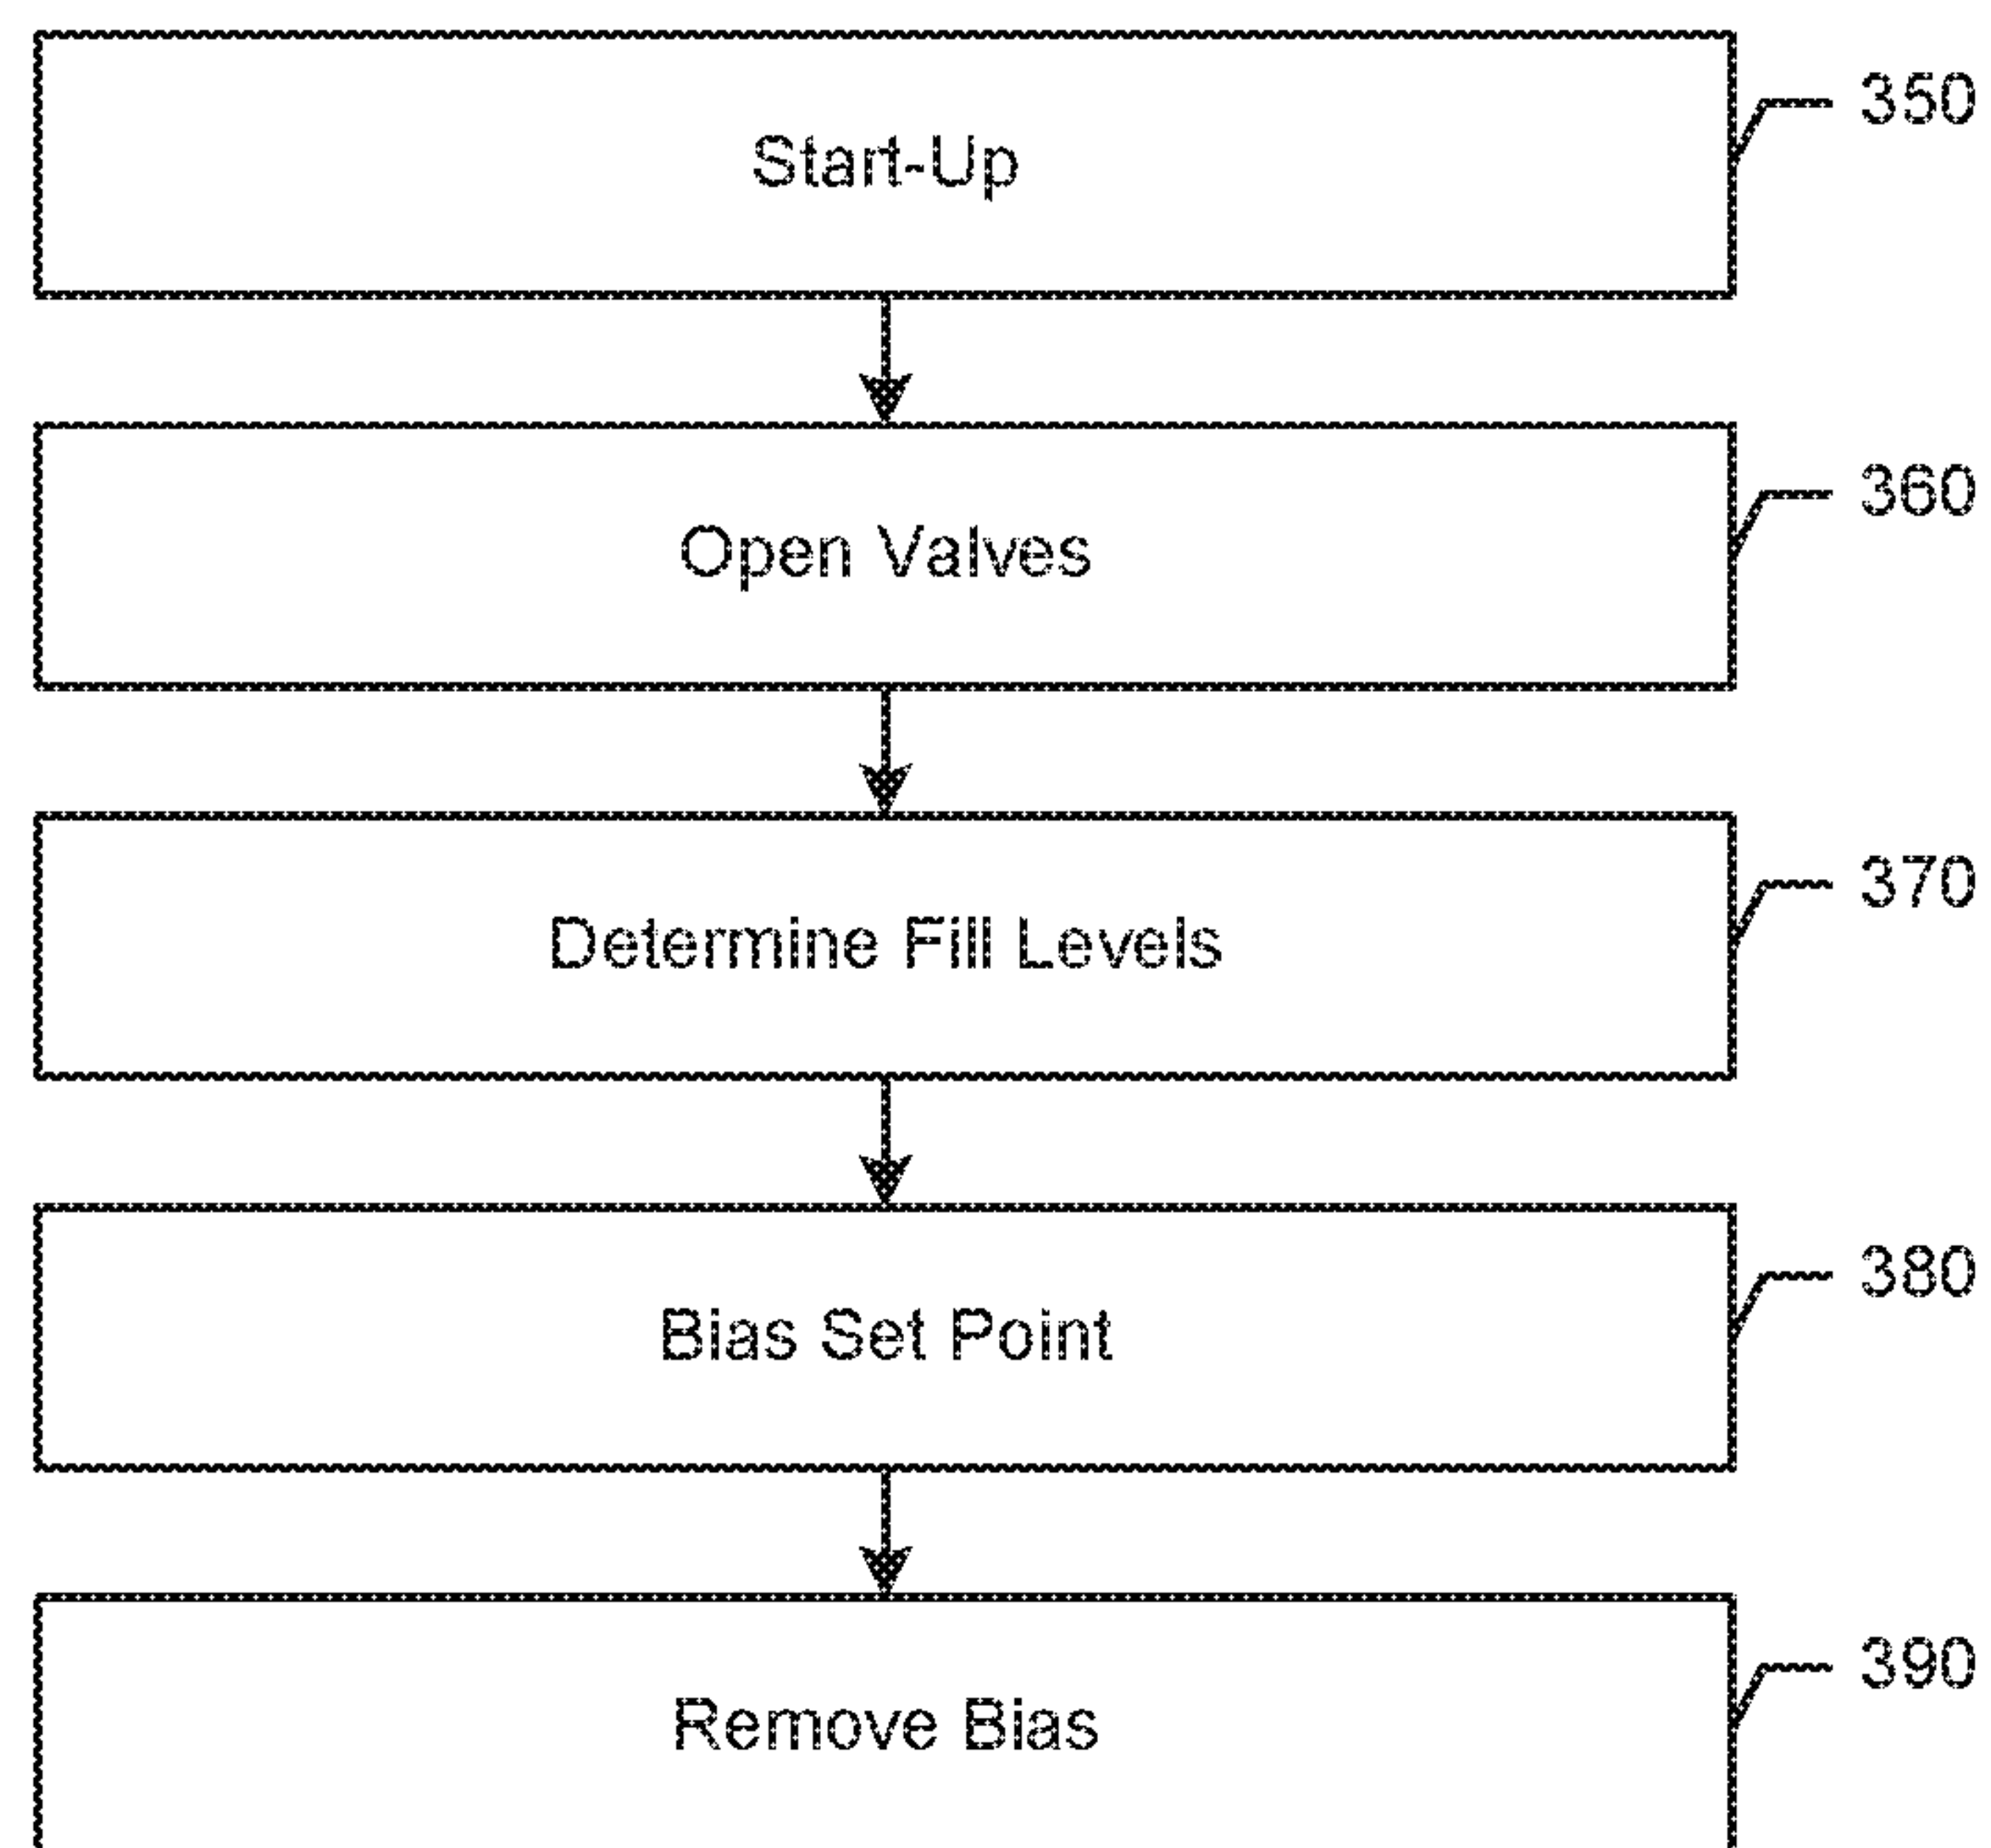 Start-Up
350
Open Valves
360
Determine Fill Levels
370
Bias Set Point
380
Remove Bias
390